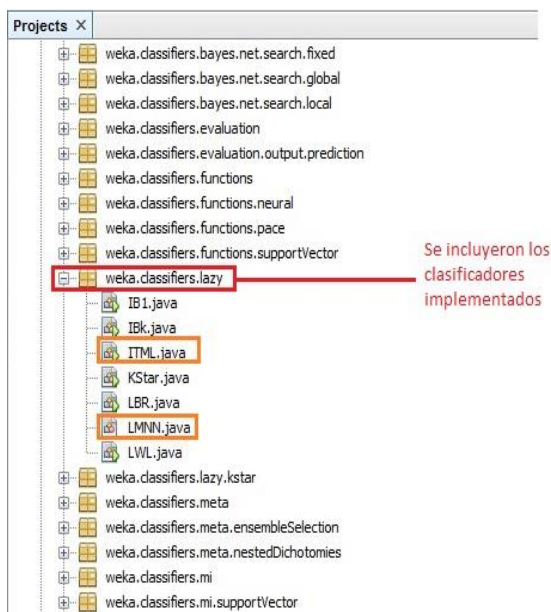 Projects ×
weka.classifiers.bayes.net.search.fixed
weka.classifiers.bayes.net.search.global
weka.classifiers.bayes.net.search.local
weka.classifiers.evaluation
weka.classifiers.evaluation.output.prediction
weka.classifiers.functions
weka.classifiers.functions.neural
weka.classifiers.functions.pace
weka.classifiers.functions.supportVector
weka.classifiers.lazy
Se incluyeron los
clasificadores
implementados
IB1.java
IBk.java
ITML.java
KStar.java
LBR.java
LMNN.java
LWL.java
weka.classifiers.lazy.kstar
weka.classifiers.meta
weka.classifiers.meta.ensembleSelection
weka.classifiers.meta.nestedDichotomies
weka.classifiers.mi
weka.classifiers.mi.supportVector